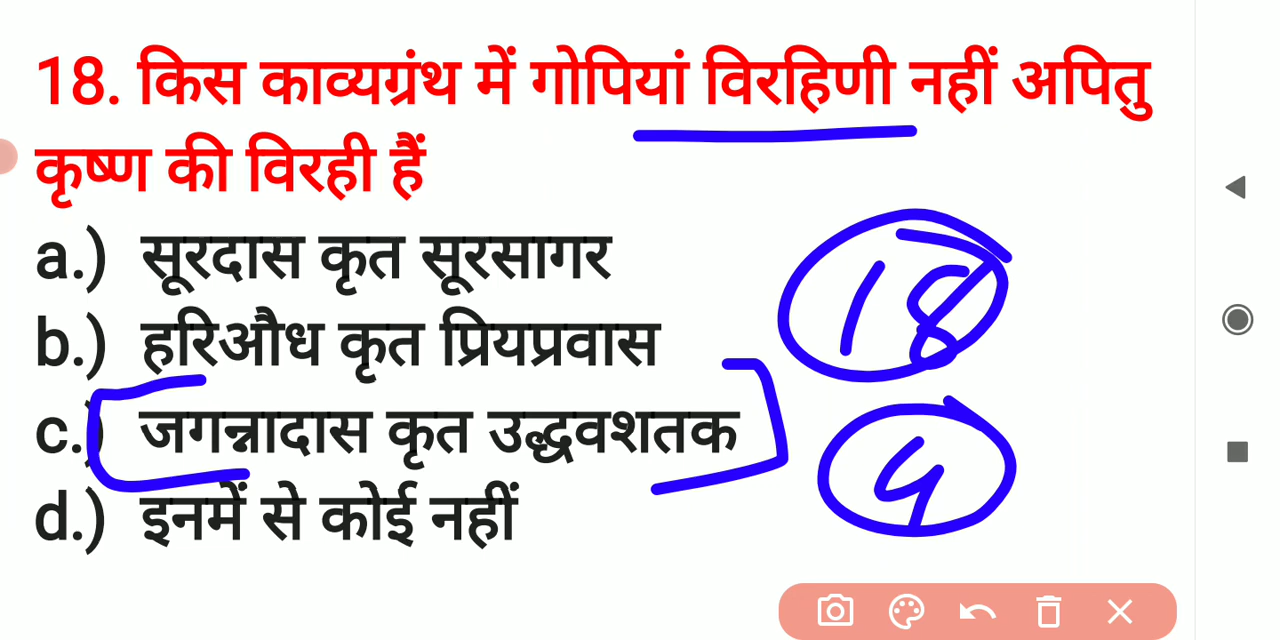 18. किस काव्यग्रंथ में गोपियां विरहिणी नहीं अपितु
कृष्ण की विरही हैं
a.) सूरदास कृत सूरसागर
b.) हरिऔध कृत प्रियप्रवास
c.) जगन्नादास कृत उद्धवशतक
d.) इनमें से कोई नहीं
18
4